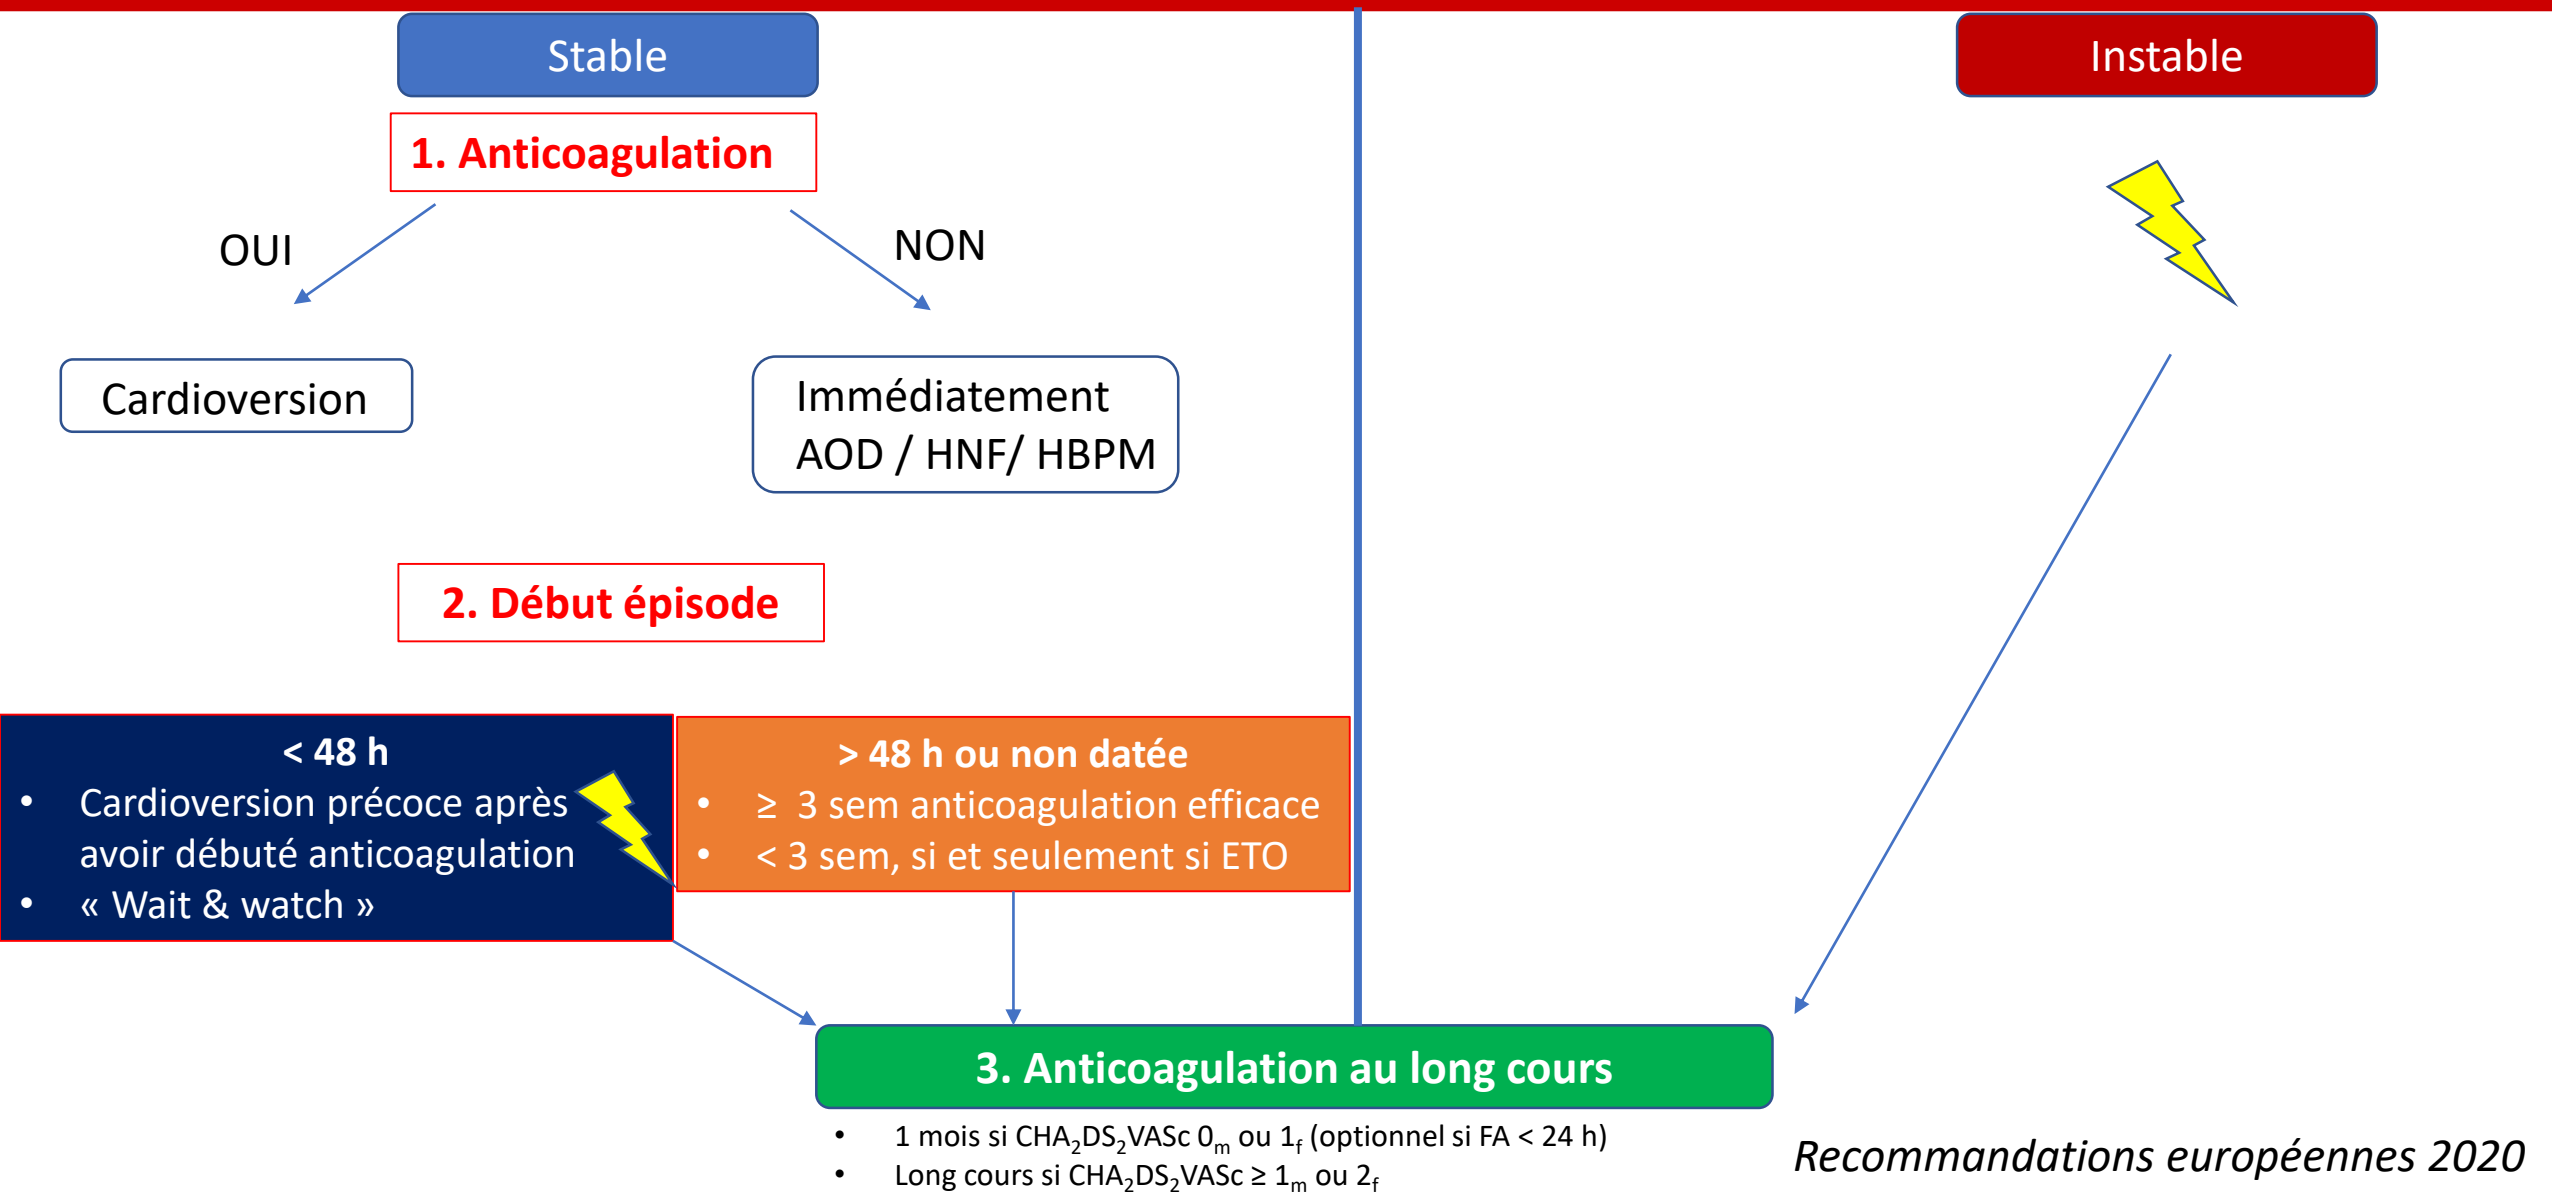 Stable
Instable
1. Anticoagulation
OUI
NON
Cardioversion
Immédiatement
AOD / HNF/ HBPM
2. Début épisode
< 48 h
• Cardioversion précoce après
avoir débuté anticoagulation
• « Wait & watch »
> 48 h ou non datée
• ≥ 3 sem anticoagulation efficace
• < 3 sem, si et seulement si ETO
3. Anticoagulation au long cours
• 1 mois si CHA₂DS₂VASc 0ₘ ou 1_f (optionnel si FA < 24 h)
• Long cours si CHA₂DS₂VASc ≥ 1ₘ ou 2_f
Recommandations européennes 2020